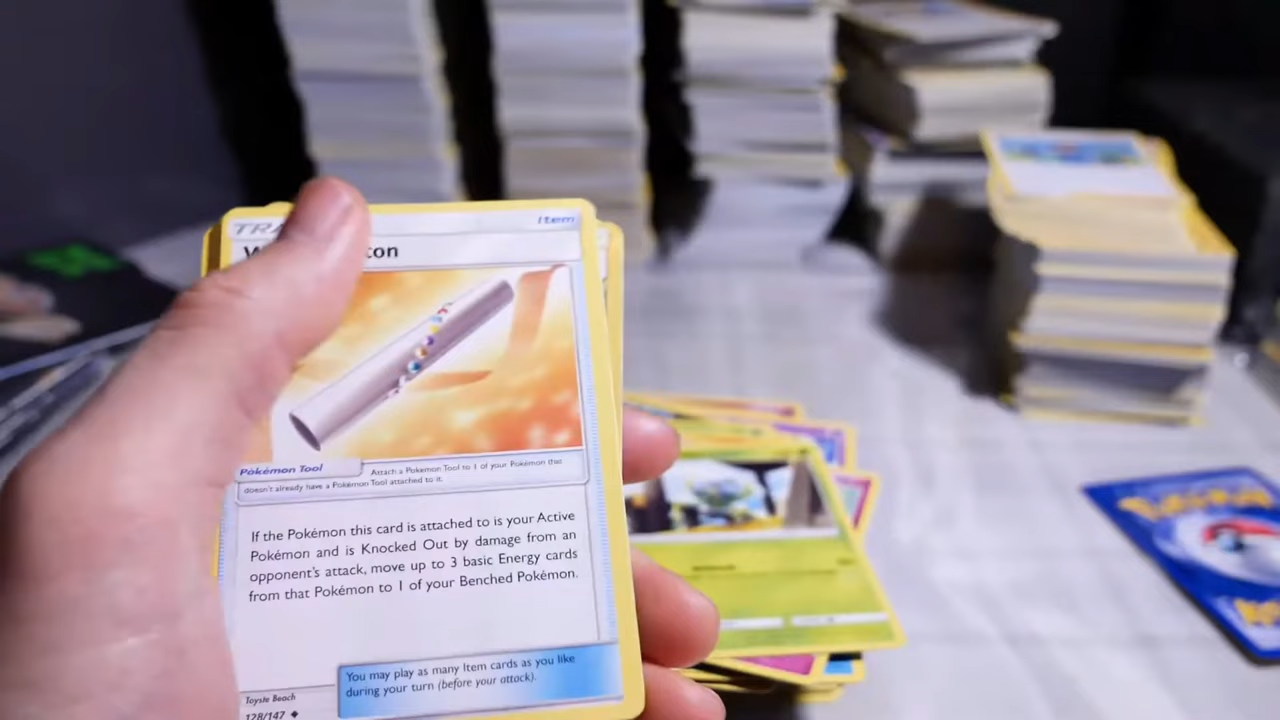 Item
Pokémon Tool
Attach a Pokémon Tool to 1 of your Pokémon that
doesn't already have a Pokémon Tool attached to it.
If the Pokémon this card is attached to is your Active
Pokémon and is Knocked Out by damage from an
opponent's attack, move up to 3 basic Energy cards
from that Pokémon to 1 of your Benched Pokémon.
You may play as many Item cards as you like
during your turn (before your attack).
Toyste Beach
128/147
Pokémon